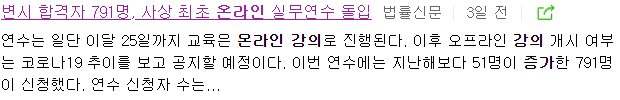 변시 합격자 791명, 사상 최초 온라인 실무연수 돌입 법률신문 3일 전
연수는 일단 이달 25일까지 교육은 온라인 강의로 진행된다. 이후 오프라인 강의 개시 여부
는 코로나19 추이를 보고 공지할 예정이다. 이번 연수에는 지난해보다 51명이 증가한 791명
이 신청했다. 연수 신청자 수는...